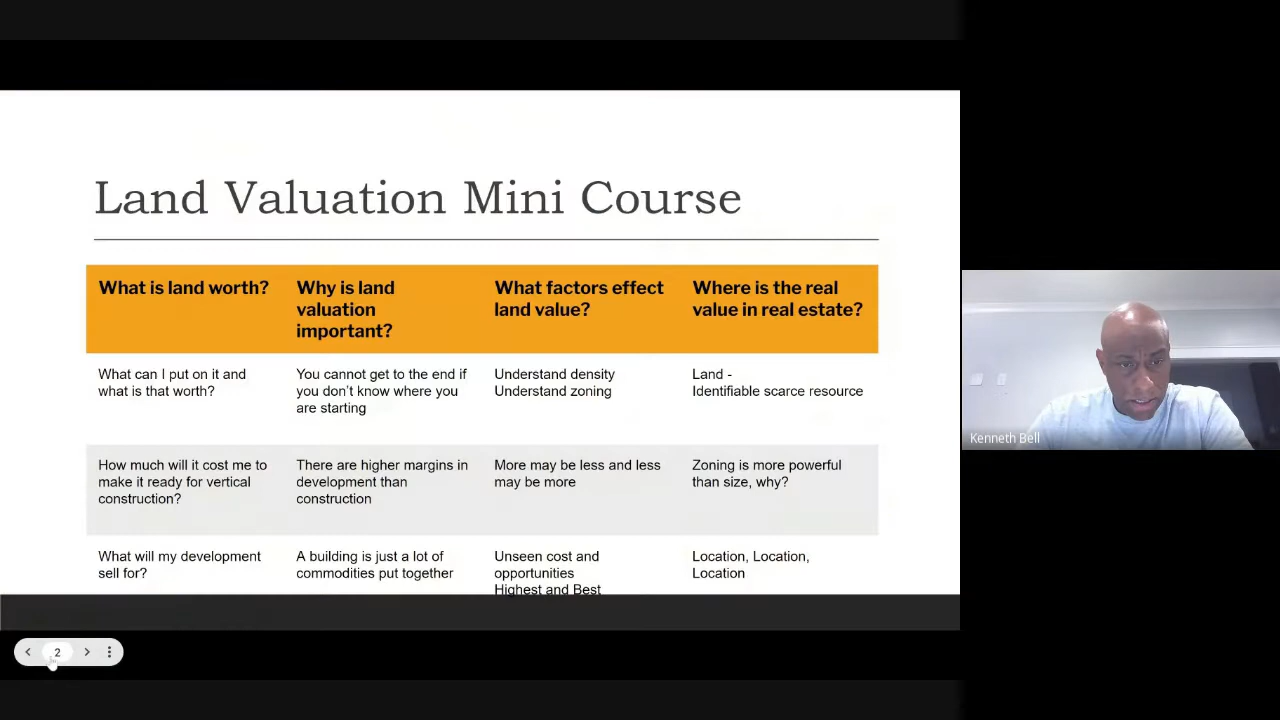 Land Valuation Mini Course
What is land worth?
Why is land
valuation
important?
What factors effect
land value?
Where is the real
value in real estate?
What can I put on it and
what is that worth?
You cannot get to the end if
you don't know where you
are starting
Understand density
Understand zoning
Land -
Identifiable scarce resource
How much will it cost me to
make it ready for vertical
construction?
There are higher margins in
development than
construction
More may be less and less
may be more
Zoning is more powerful
than size, why?
What will my development
sell for?
A building is just a lot of
commodities put together
Unseen cost and
opportunities
Highest and Best
Location, Location,
Location
Kenneth Bell
2